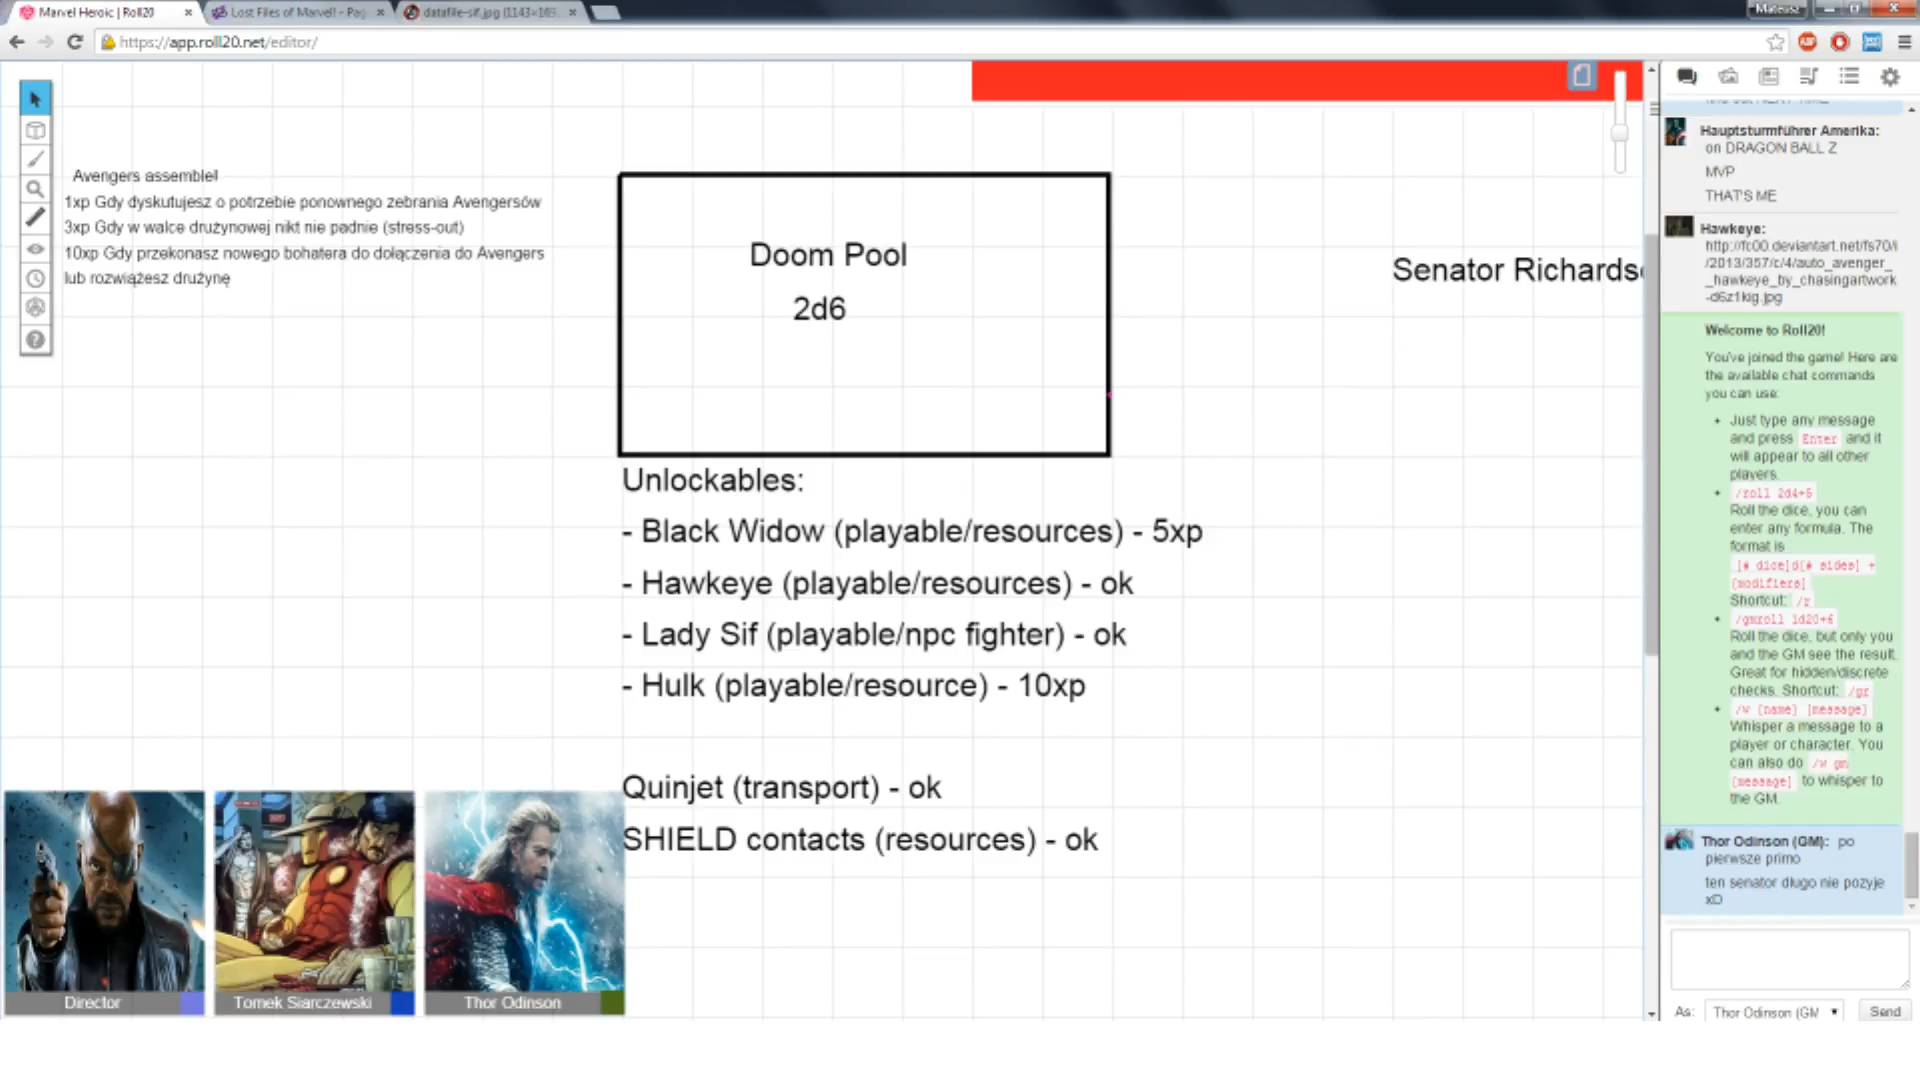 Marvel Heroic | Roll20
Lost Files of Marvel! - Pag
datafile-sif.jpg (1143×169
Mateusz
https://app.roll20.net/editor/
Avengers assemble!
1xp Gdy dyskutujesz o potrzebie ponownego zebrania Avengersów
3xp Gdy w walce drużynowej nikt nie padnie (stress-out)
10xp Gdy przekonasz nowego bohatera do dołączenia do Avengers
lub rozwiążesz drużynę
Doom Pool
2d6
Senator Richards
Unlockables:
- Black Widow (playable/resources) - 5xp
- Hawkeye (playable/resources) - ok
- Lady Sif (playable/npc fighter) - ok
- Hulk (playable/resource) - 10xp
Quinjet (transport) - ok
SHIELD contacts (resources) - ok
Director
Tomek Siarczewski
Thor Odinson
Hauptsturmführer Amerika:
on DRAGON BALL Z
MVP
THAT'S ME
Hawkeye:
http://fc00.deviantart.net/fs70/i
/2013/357/c/4/auto_avenger_
_hawkeye_by_chasingartwork
-d6z1kig.jpg
Welcome to Roll20!
You've joined the game! Here are
the available chat commands
you can use:
• Just type any message
and press Enter and it
will appear to all other
players.
• /roll 2d4+5
Roll the dice, you can
enter any formula. The
format is
[# dice]d[# sides] +
[modifiers]
Shortcut: /r
• /gmroll 1d20+6
Roll the dice, but only you
and the GM see the result.
Great for hidden/discrete
checks. Shortcut: /gr
• /w [name] [message]
Whisper a message to a
player or character. You
can also do /w gm
[message] to whisper to
the GM.
Thor Odinson (GM): po
pierwsze primo
ten senator dlugo nie pozyje
xD
As: Thor Odinson (GM
Send